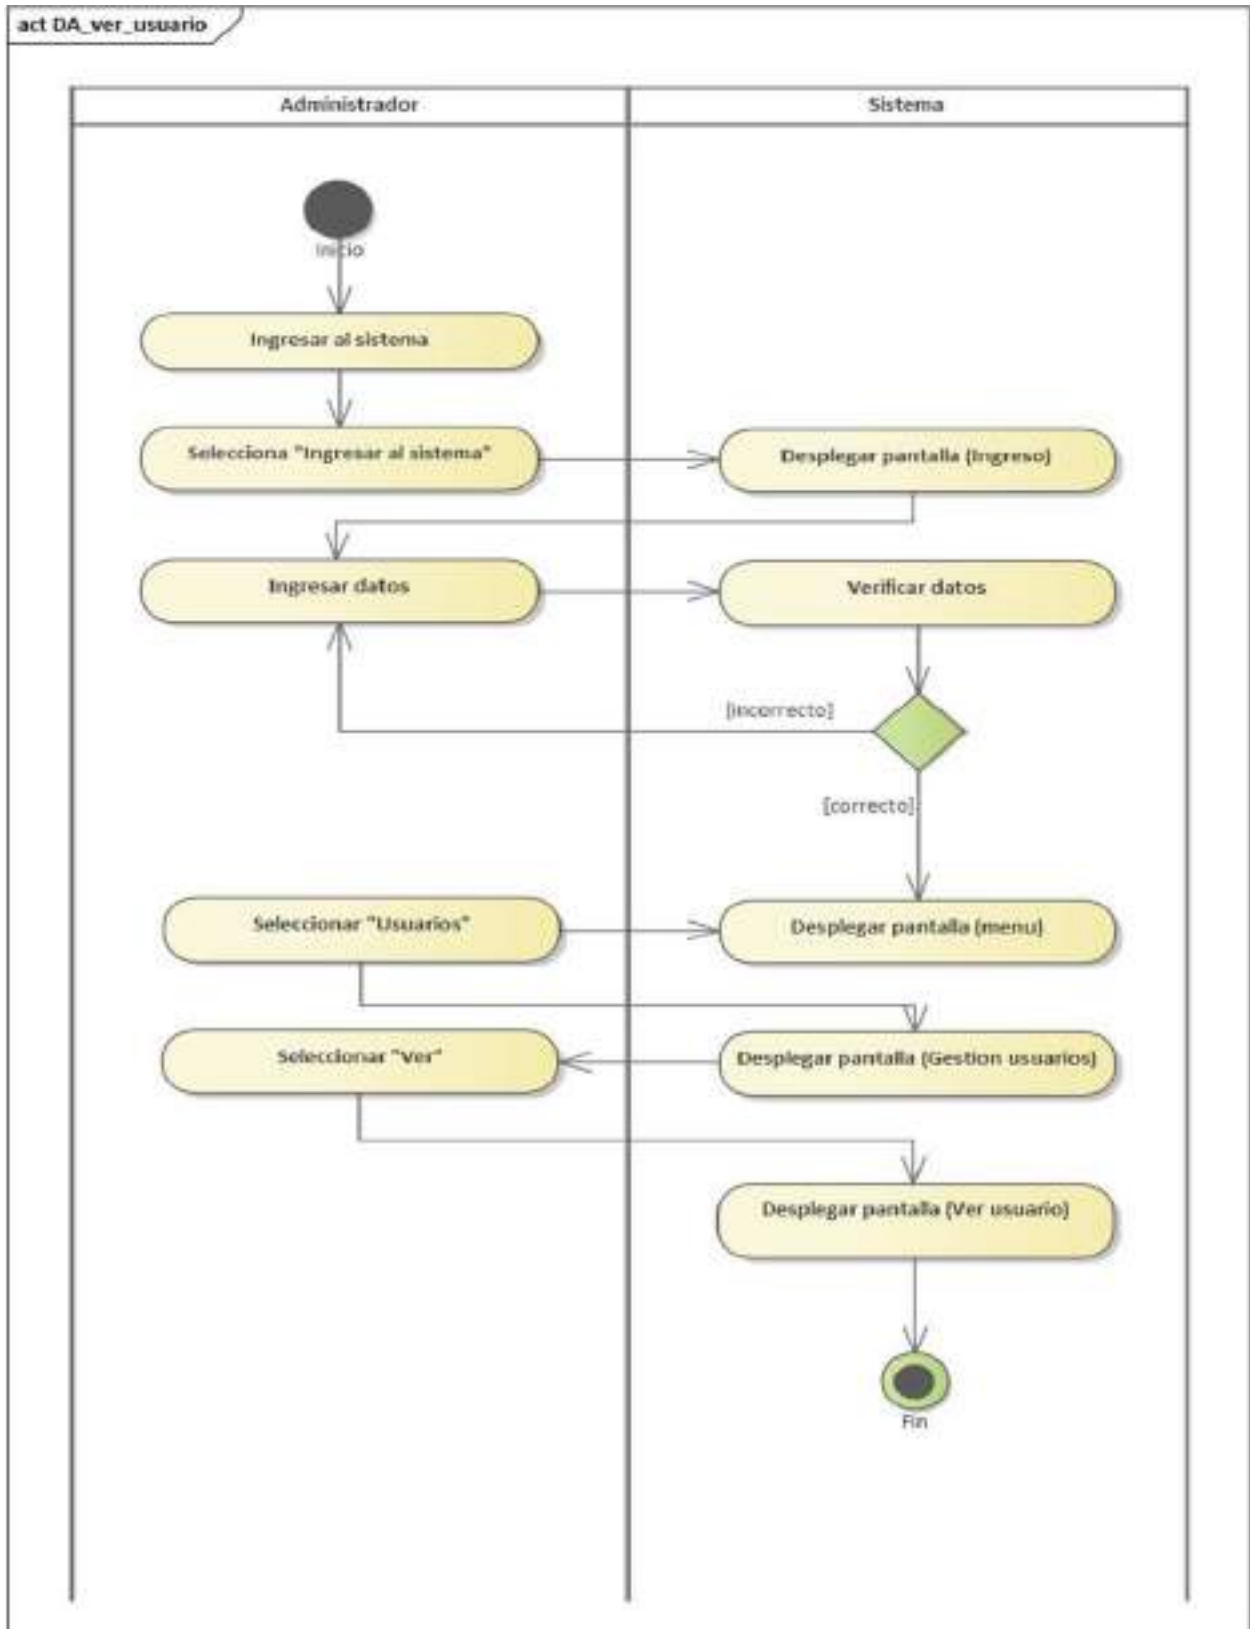 act DA_ver_usuario
Administrador
Sistema
Inicio
Ingresar al sistema
Selecciona "Ingresar al sistema"
Desplegar pantalla (Ingreso)
Ingresar datos
Verificar datos
[incorrecto]
[correcto]
Seleccionar "Usuarios"
Desplegar pantalla (menu)
Seleccionar "Ver"
Desplegar pantalla (Gestion usuarios)
Desplegar pantalla (Ver usuario)
Fin